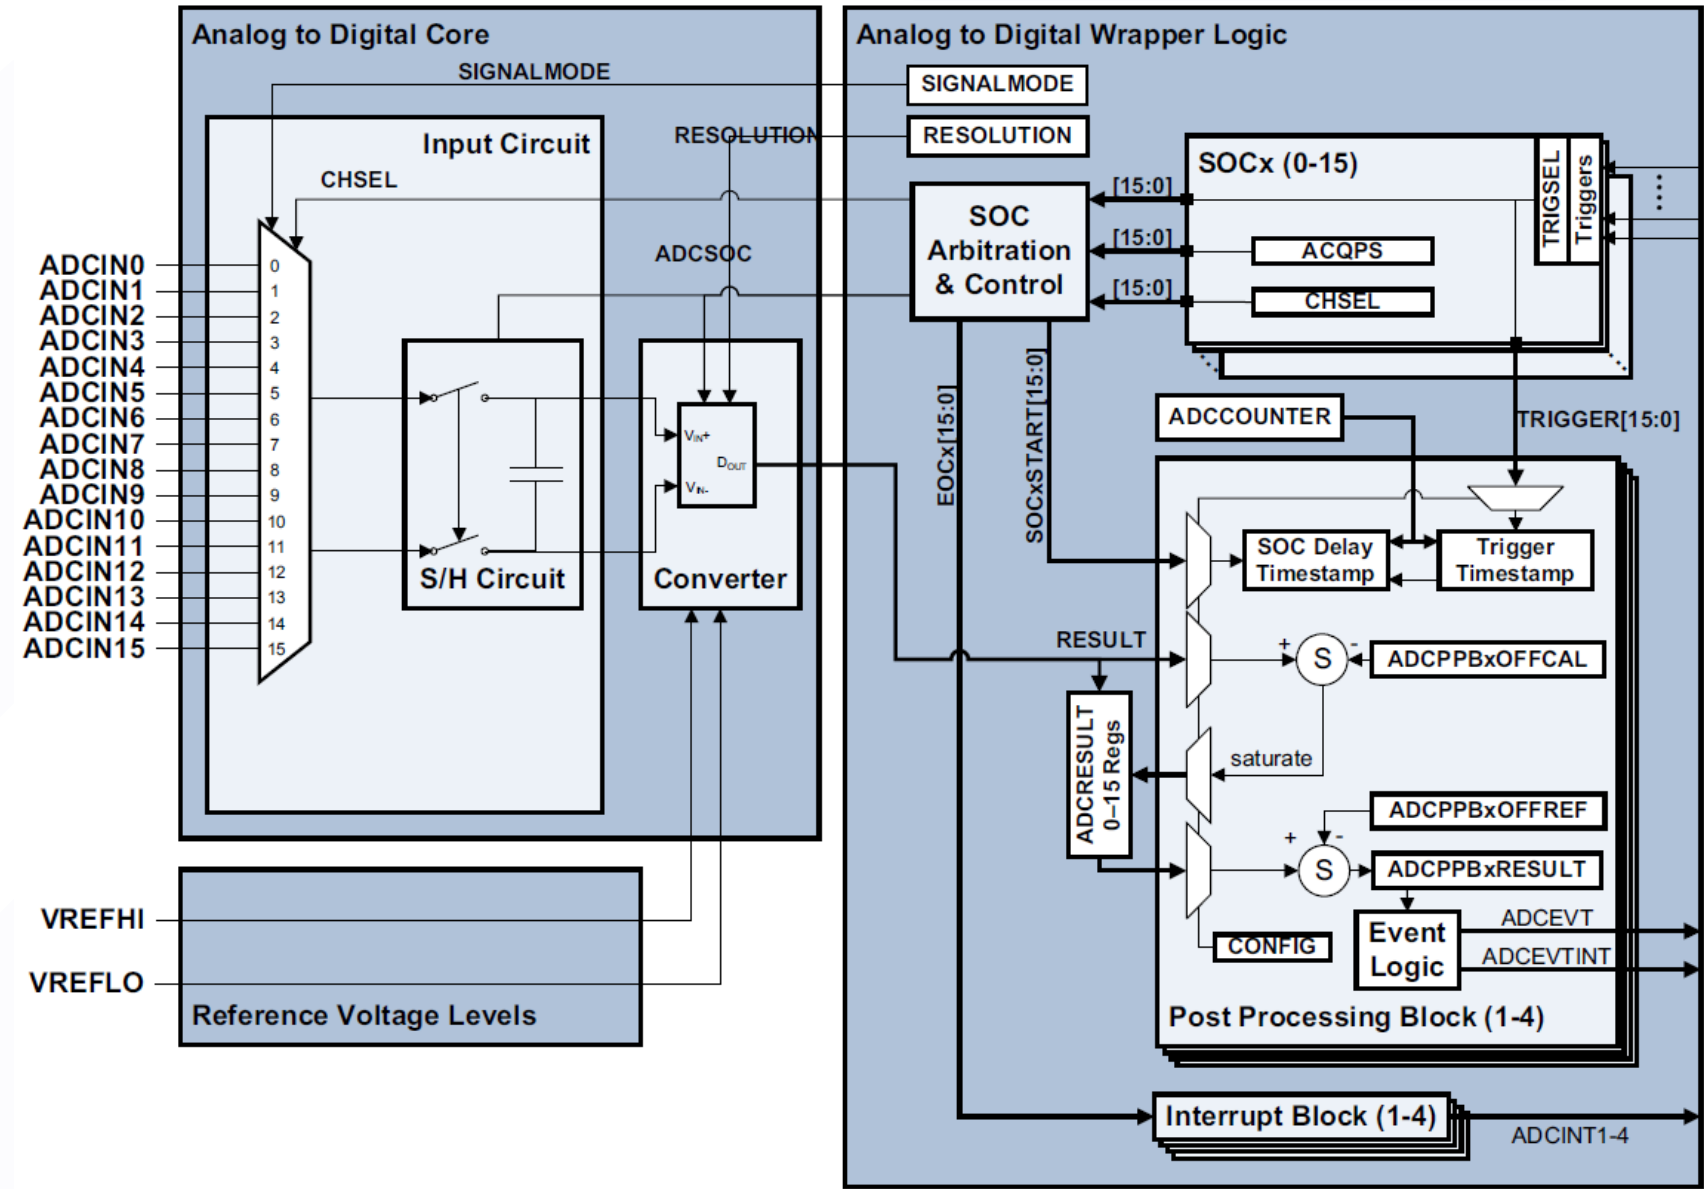 Analog to Digital Core
SIGNALMODE
RESOLUTION
Input Circuit
CHSEL
ADCSOC
ADCIN0
ADCIN1
ADCIN2
ADCIN3
ADCIN4
ADCIN5
ADCIN6
ADCIN7
ADCIN8
ADCIN9
ADCIN10
ADCIN11
ADCIN12
ADCIN13
ADCIN14
ADCIN15
0
1
2
3
4
5
6
7
8
9
10
11
12
13
14
15
S/H Circuit
VIN+
DOUT
VIN-
Converter
VREFHI
VREFLO
Reference Voltage Levels
Analog to Digital Wrapper Logic
SIGNALMODE
RESOLUTION
SOC
Arbitration
& Control
[15:0]
[15:0]
[15:0]
SOCx (0-15)
ACQPS
CHSEL
TRIGSEL
Triggers
EOCx[15:0]
SOCxSTART[15:0]
ADCCOUNTER
TRIGGER[15:0]
SOC Delay
Timestamp
Trigger
Timestamp
RESULT
+
S
-
ADCPPBxOFFCAL
ADCRESULT
0–15 Regs
saturate
ADCPPBxOFFREF
+
-
S
ADCPPBxRESULT
CONFIG
Event
Logic
ADCEVT
ADCEVTINT
Post Processing Block (1-4)
Interrupt Block (1-4)
ADCINT1-4